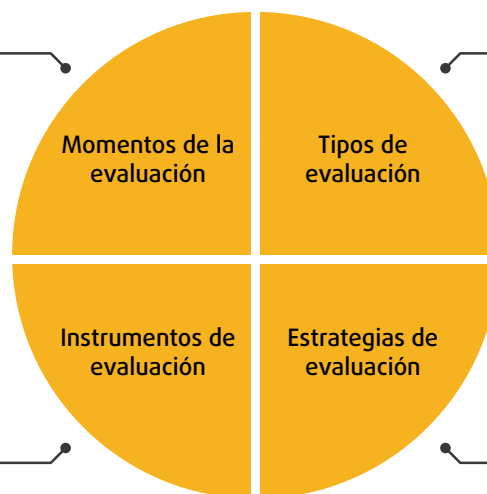 Momentos de la
evaluación
Tipos de
evaluación
Instrumentos de
evaluación
Estrategias de
evaluación